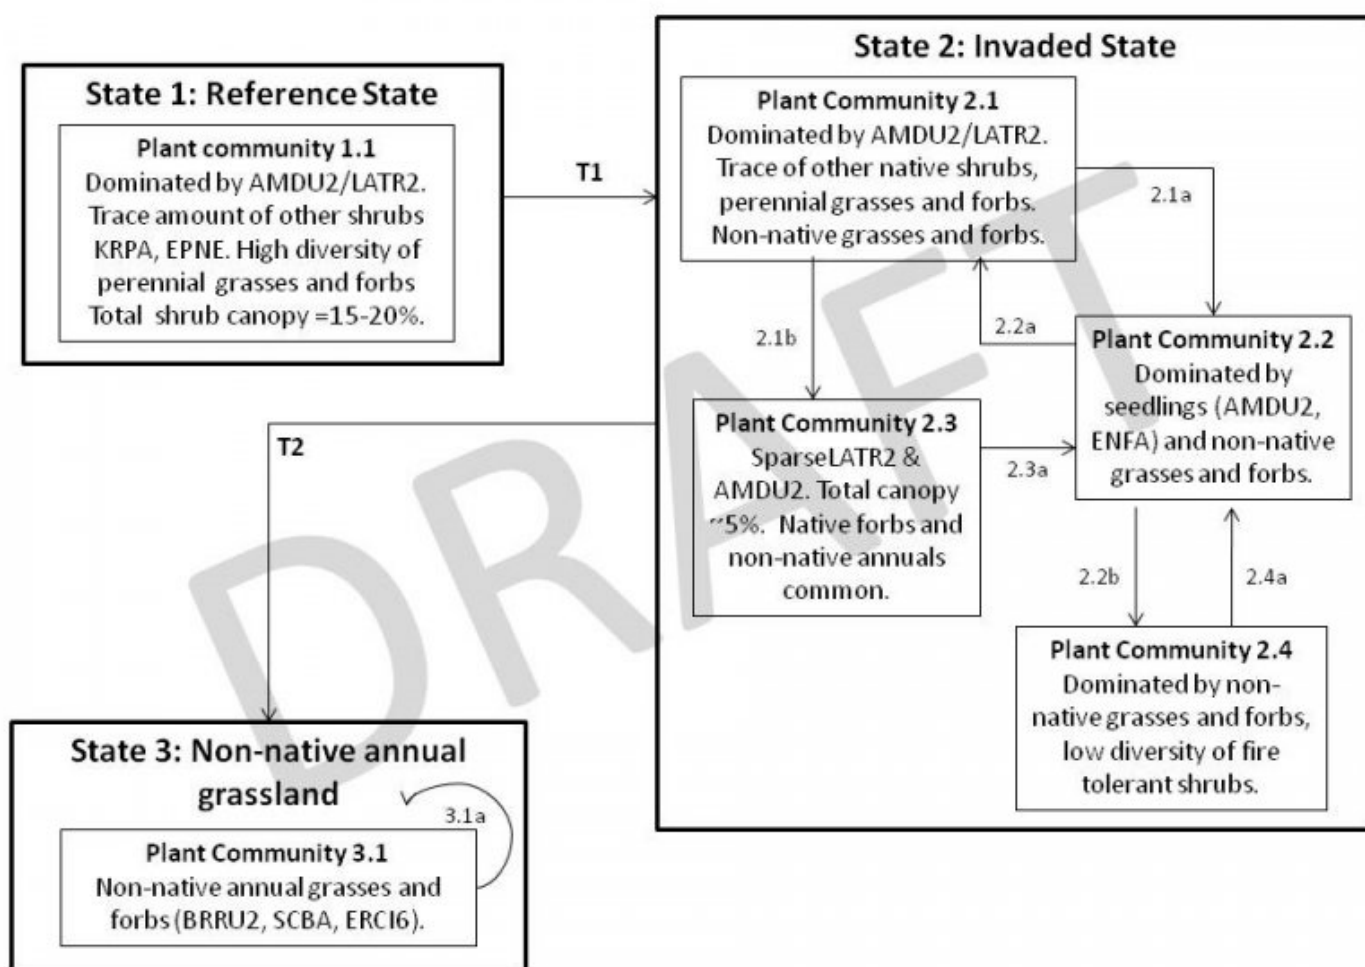 State 1: Reference State
Plant community 1.1
Dominated by AMDU2/LATR2.
Trace amount of other shrubs
KRPA, EPNE. High diversity of
perennial grasses and forbs
Total shrub canopy =15-20%.
T1
State 2: Invaded State
Plant Community 2.1
Dominated by AMDU2/LATR2.
Trace of other native shrubs,
perennial grasses and forbs.
Non-native grasses and forbs.
2.1a
2.1b
2.2a
Plant Community 2.2
Dominated by
seedlings (AMDU2,
ENFA) and non-native
grasses and forbs.
Plant Community 2.3
SparseLATR2 &
AMDU2. Total canopy
~5%. Native forbs and
non-native annuals
common.
2.3a
2.2b
2.4a
Plant Community 2.4
Dominated by non-
native grasses and forbs,
low diversity of fire
tolerant shrubs.
T2
State 3: Non-native annual
grassland
3.1a
Plant Community 3.1
Non-native annual grasses and
forbs (BRRU2, SCBA, ERCI6).
DRAFT